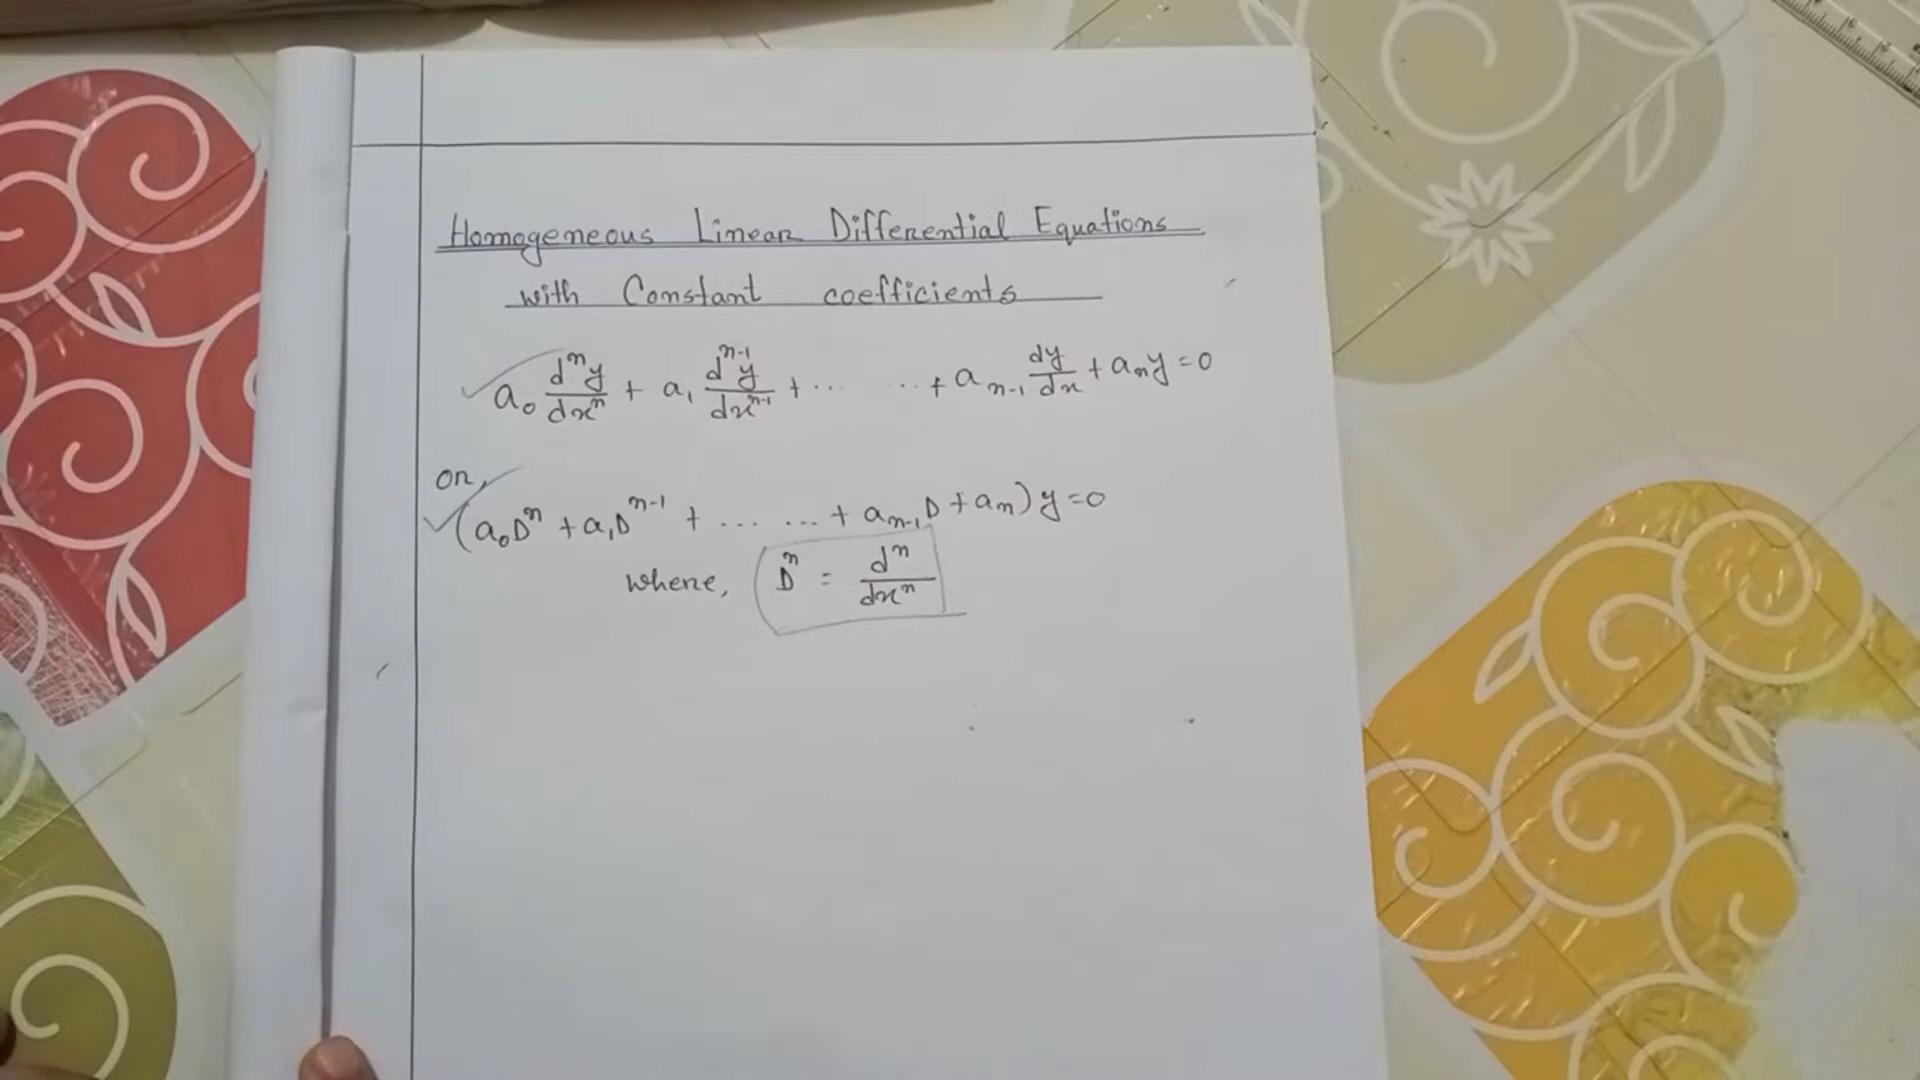 Homogeneous Linear Differential Equations
with Constant coefficients
a₀ dⁿy/dxⁿ + a₁ dⁿ⁻¹y/dxⁿ⁻¹ + ... ... + aₙ₋₁ dy/dx + aₙy = 0
or,
(a₀Dⁿ + a₁Dⁿ⁻¹ + ... ... + aₙ₋₁D + aₙ) y = 0
where, Dⁿ = dⁿ/dxⁿ